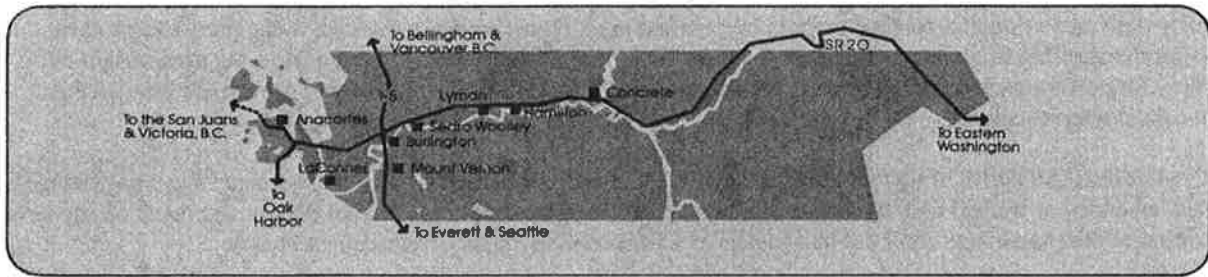 To Bellingham &
Vancouver B.C.
SR 20
I-5
Lyman
Concrete
Hamilton
To the San Juans
& Victoria, B.C.
Anacortes
Sedro Woolley
Burlington
To Eastern
Washington
LaConner
Mount Vernon
To
Oak
Harbor
To Everett & Seattle